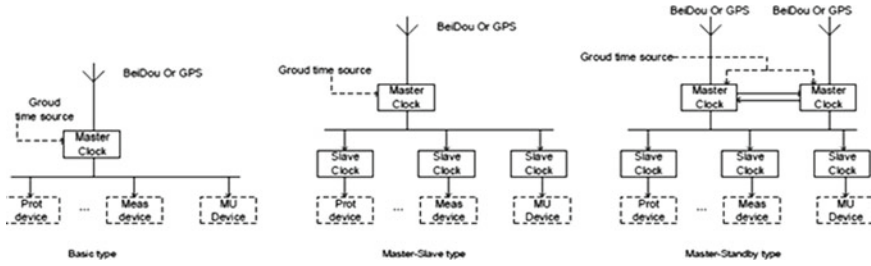 BeiDou Or GPS
Groud
time source
Master
Clock
Prot
device
...
Meas
device
MU
Device
Basic type
BeiDou Or GPS
Groud time source
Master
Clock
Slave
Clock
Slave
Clock
Slave
Clock
Prot
device
...
Meas
device
MU
Device
Master-Slave type
BeiDou Or GPS
BeiDou Or GPS
Groud time source
Master
Clock
Master
Clock
Slave
Clock
Slave
Clock
Slave
Clock
Prot
device
...
Meas
device
MU
Device
Master-Standby type